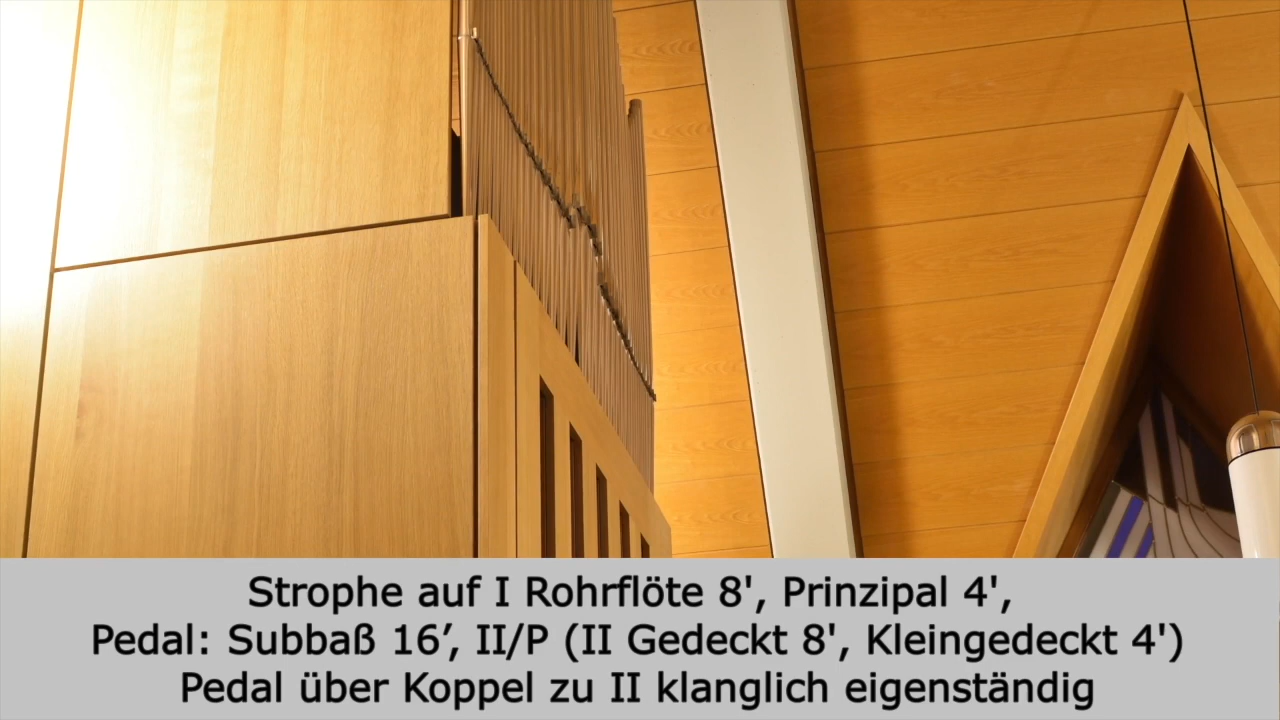 Strophe auf I Rohrflöte 8', Prinzipal 4',
Pedal: Subbaß 16’, II/P (II Gedeckt 8', Kleingedeckt 4')
Pedal über Koppel zu II klanglich eigenständig